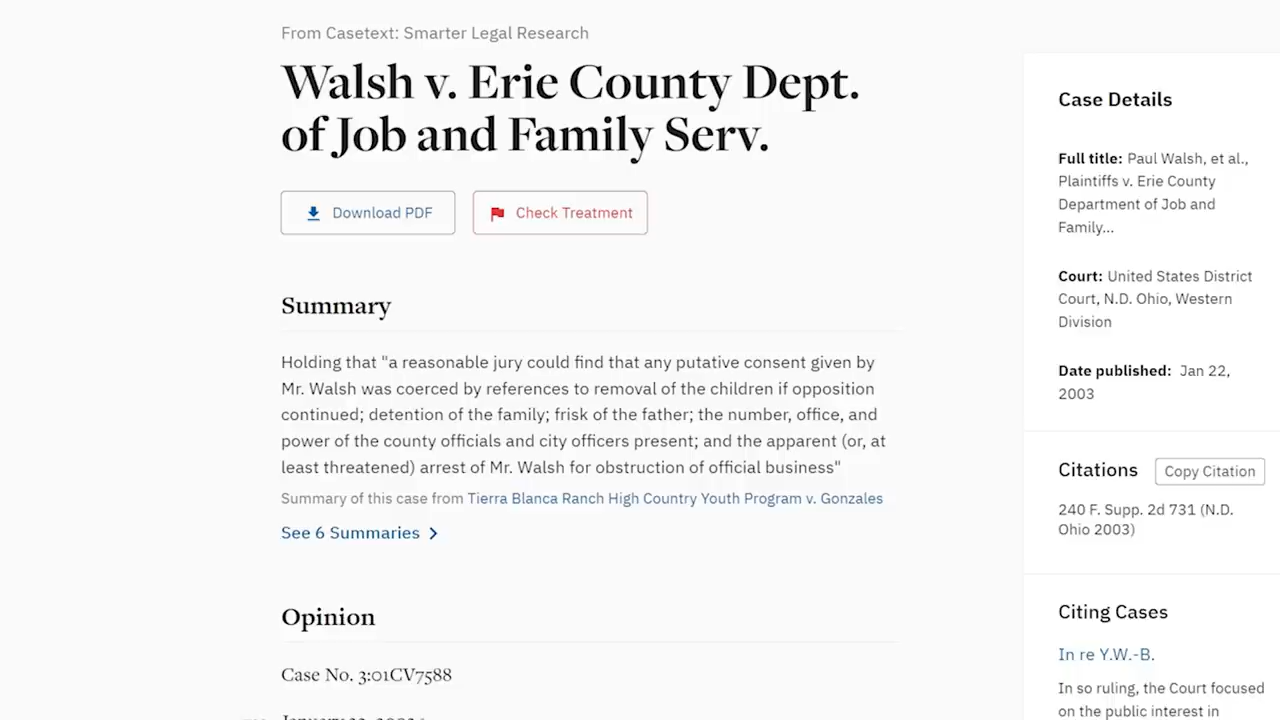 From Casetext: Smarter Legal Research
Walsh v. Erie County Dept.
of Job and Family Serv.
Download PDF
Check Treatment
Summary
Holding that "a reasonable jury could find that any putative consent given by
Mr. Walsh was coerced by references to removal of the children if opposition
continued; detention of the family; frisk of the father; the number, office, and
power of the county officials and city officers present; and the apparent (or, at
least threatened) arrest of Mr. Walsh for obstruction of official business"
Summary of this case from Tierra Blanca Ranch High Country Youth Program v. Gonzales
See 6 Summaries
Opinion
Case No. 3:01CV7588
Case Details
Full title: Paul Walsh, et al.,
Plaintiffs v. Erie County
Department of Job and
Family...
Court: United States District
Court, N.D. Ohio, Western
Division
Date published: Jan 22,
2003
Citations
Copy Citation
240 F. Supp. 2d 731 (N.D.
Ohio 2003)
Citing Cases
In re Y.W.-B.
In so ruling, the Court focused
on the public interest in